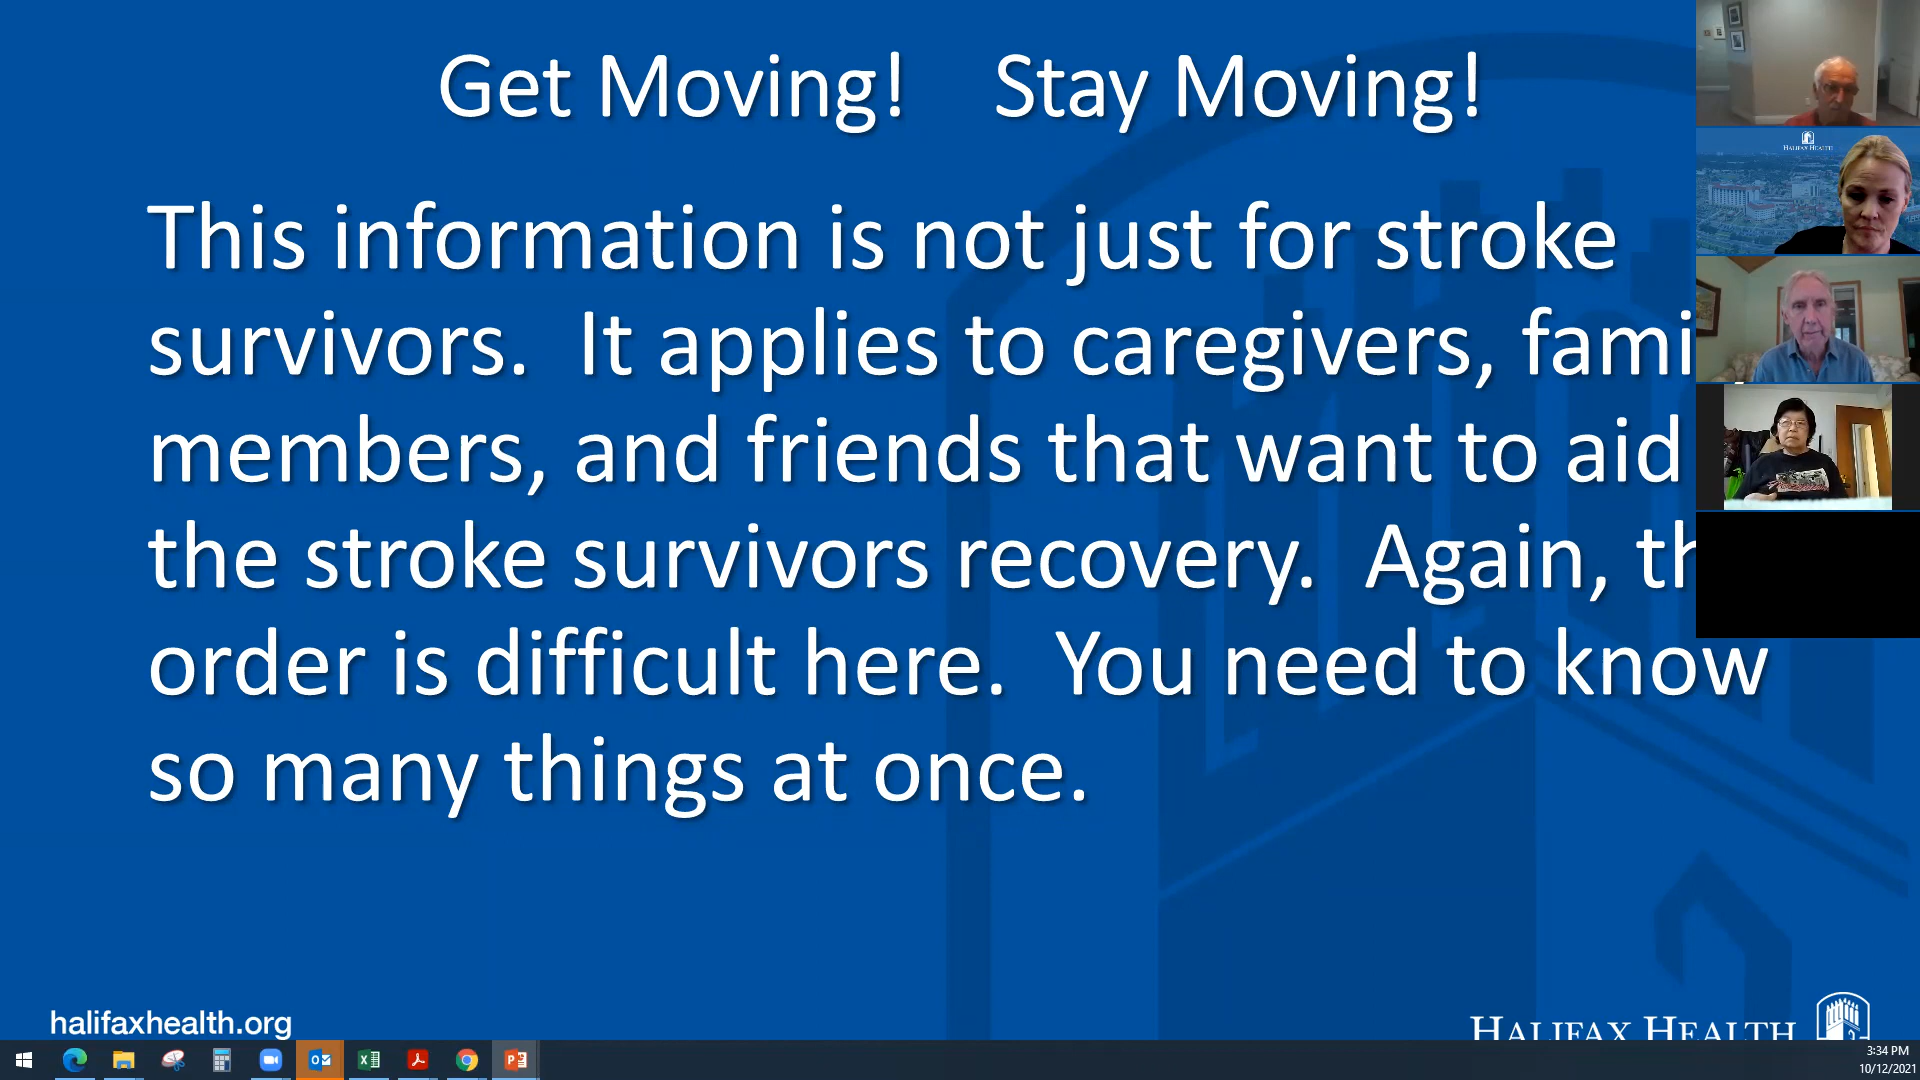 Get Moving! Stay Moving!
This information is not just for stroke
survivors. It applies to caregivers, fami
members, and friends that want to aid
the stroke survivors recovery. Again, th
order is difficult here. You need to know
so many things at once.
HALIFAX HEALTH
halifaxhealth.org
HALIFAX HEALTH
3:34 PM
10/12/2021